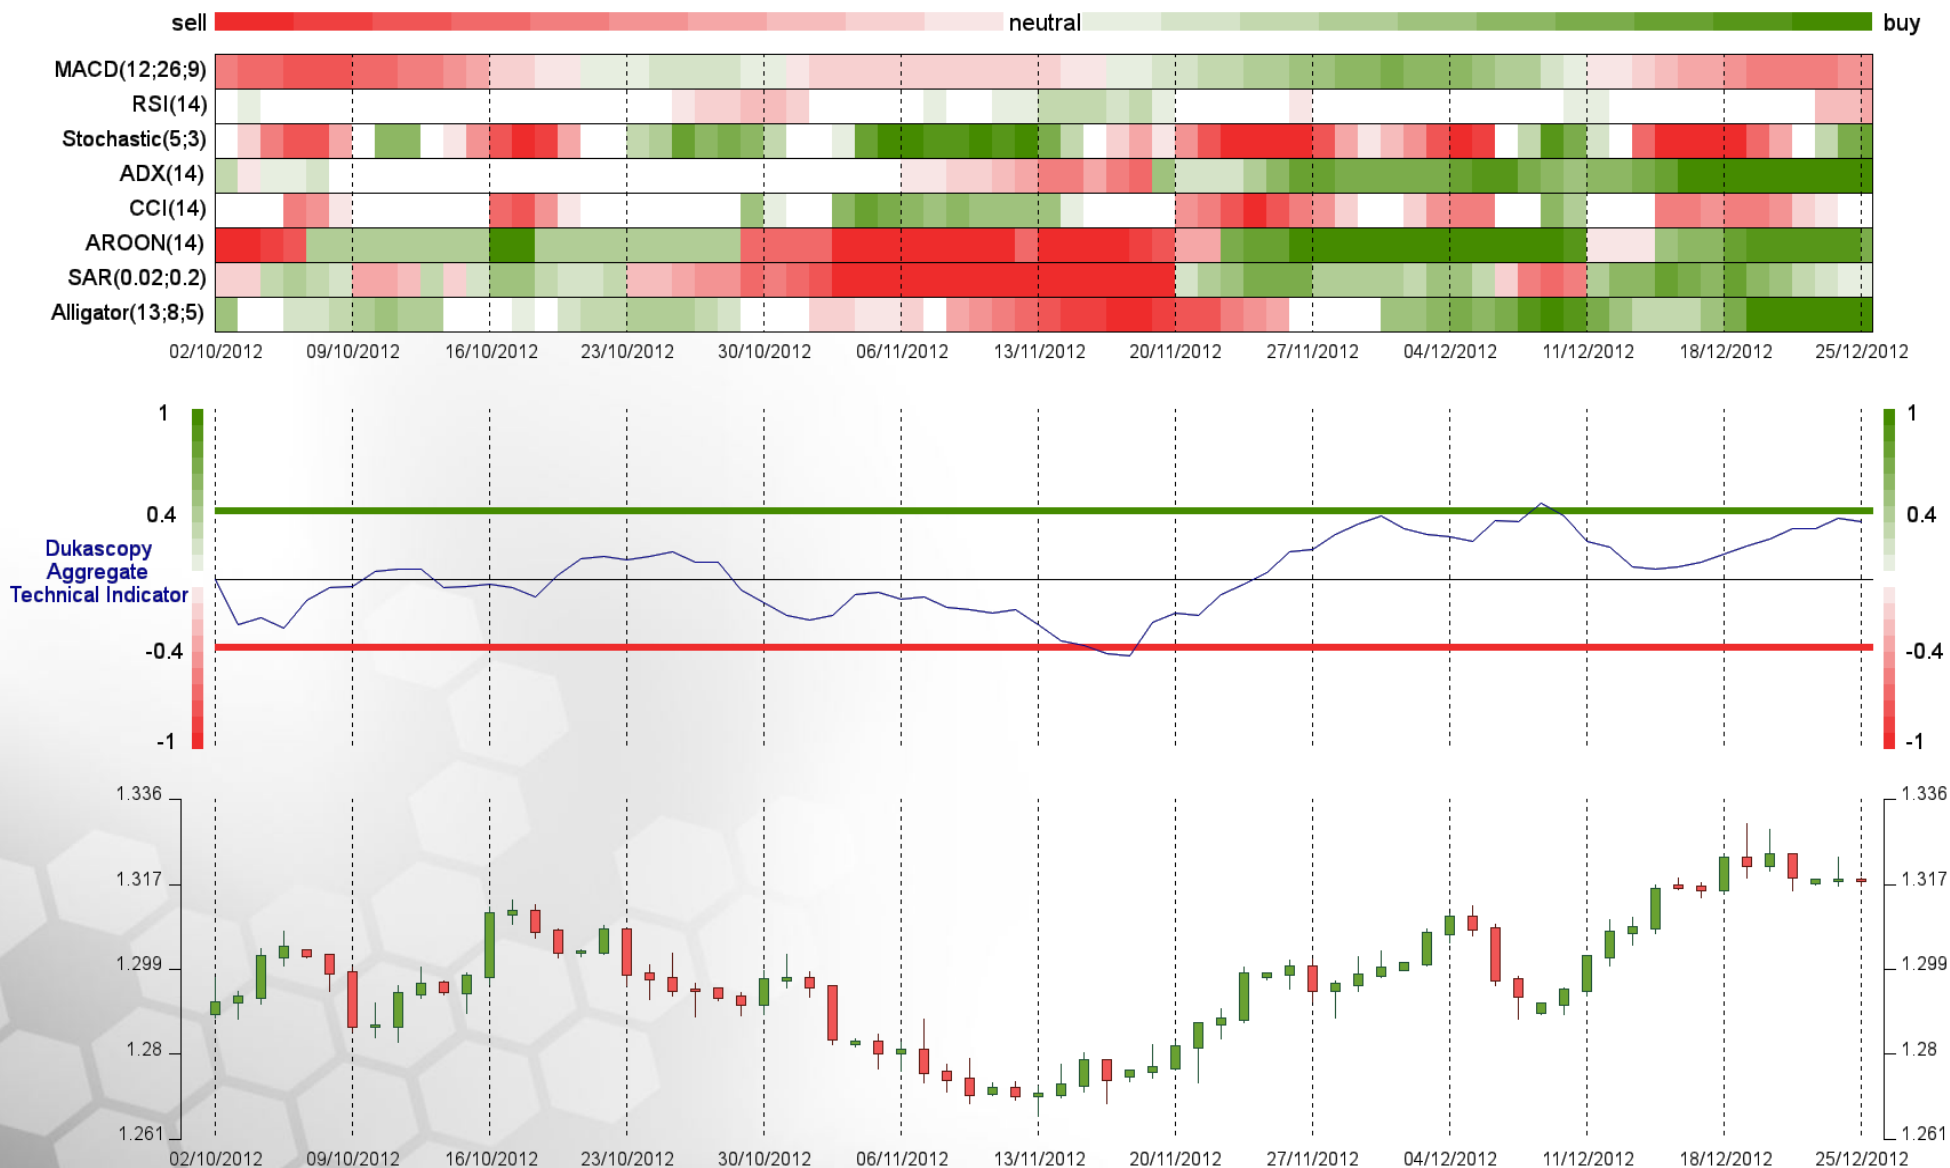 sell neutral buy
MACD(12;26;9)
RSI(14)
Stochastic(5;3)
ADX(14)
CCI(14)
AROON(14)
SAR(0.02;0.2)
Alligator(13;8;5)
02/10/2012 09/10/2012 16/10/2012 23/10/2012 30/10/2012 06/11/2012 13/11/2012 20/11/2012 27/11/2012 04/12/2012 11/12/2012 18/12/2012 25/12/2012
1 1
0.4 0.4
Dukascopy
Aggregate
Technical Indicator
-0.4 -0.4
-1 -1
1.336 1.336
1.317 1.317
1.299 1.299
1.28 1.28
1.261 1.261
02/10/2012 09/10/2012 16/10/2012 23/10/2012 30/10/2012 06/11/2012 13/11/2012 20/11/2012 27/11/2012 04/12/2012 11/12/2012 18/12/2012 25/12/2012